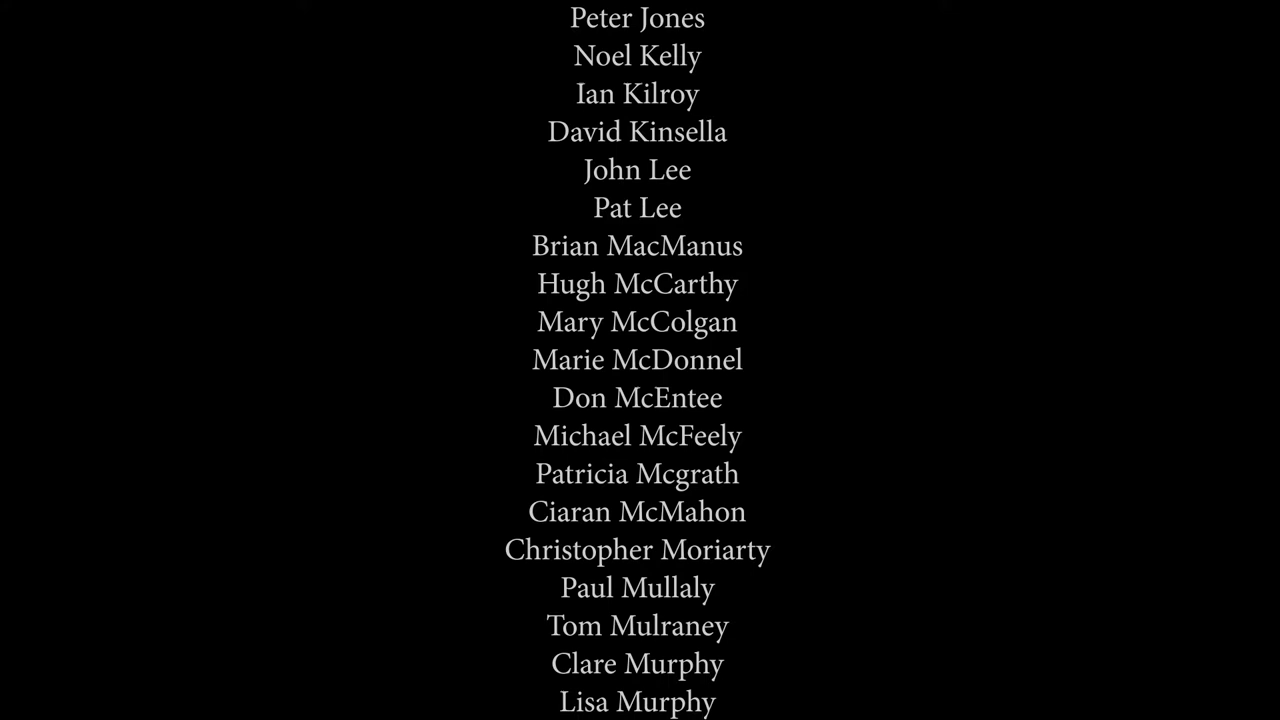 Peter Jones
Noel Kelly
Ian Kilroy
David Kinsella
John Lee
Pat Lee
Brian MacManus
Hugh McCarthy
Mary McColgan
Marie McDonnel
Don McEntee
Michael McFeely
Patricia Mcgrath
Ciaran McMahon
Christopher Moriarty
Paul Mullaly
Tom Mulraney
Clare Murphy
Lisa Murphy